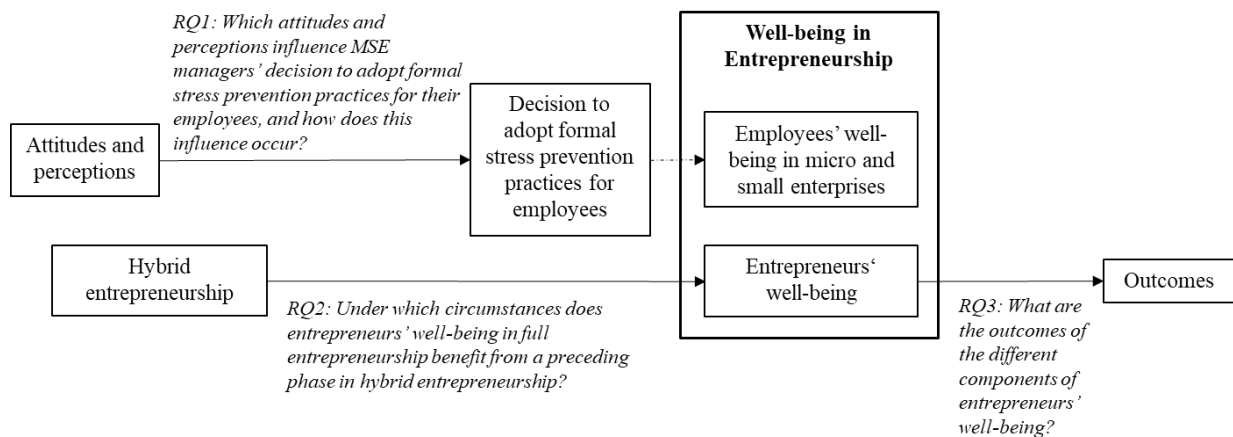 RQ1: Which attitudes and
perceptions influence MSE
managers’ decision to adopt formal
stress prevention practices for their
employees, and how does this
influence occur?
Attitudes and
perceptions
Decision to
adopt formal
stress prevention
practices for
employees
Well-being in
Entrepreneurship
Employees’ well-
being in micro and
small enterprises
Hybrid
entrepreneurship
RQ2: Under which circumstances does
entrepreneurs’ well-being in full
entrepreneurship benefit from a preceding
phase in hybrid entrepreneurship?
Entrepreneurs‘
well-being
RQ3: What are
the outcomes of
the different
components of
entrepreneurs’
well-being?
Outcomes